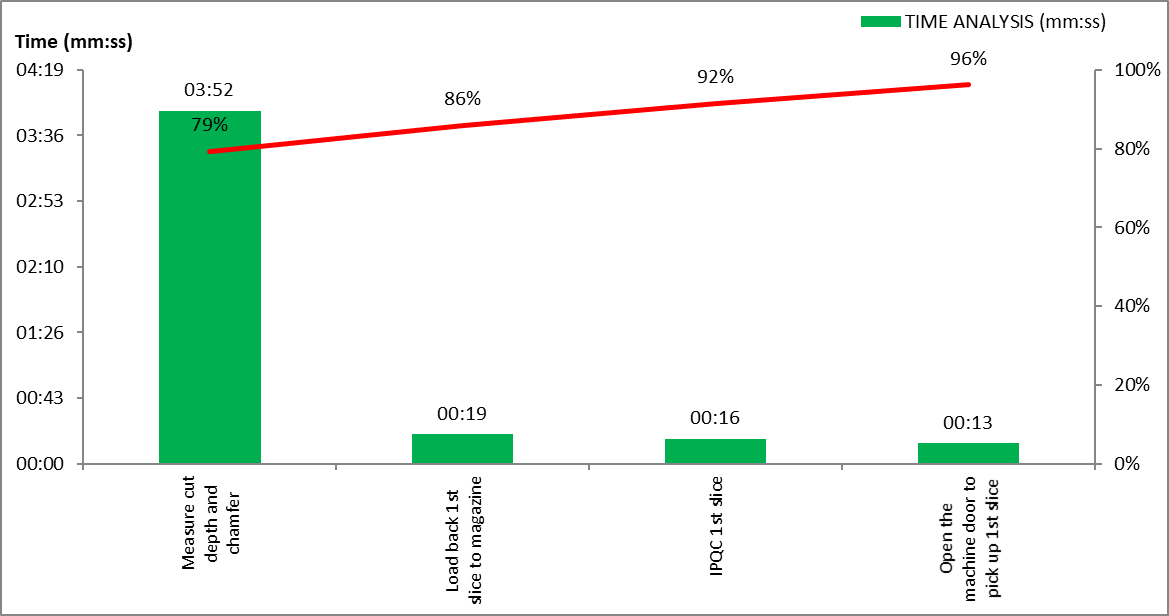 TIME ANALYSIS (mm:ss)
Time (mm:ss)
04:19
03:36
02:53
02:10
01:26
00:43
00:00
03:52
00:19
00:16
00:13
79%
86%
92%
96%
100%
80%
60%
40%
20%
0%
Measure cut
depth and
chamfer
Load back 1st
slice to magazine
IPQC 1st slice
Open the
machine door to
pick up 1st slice